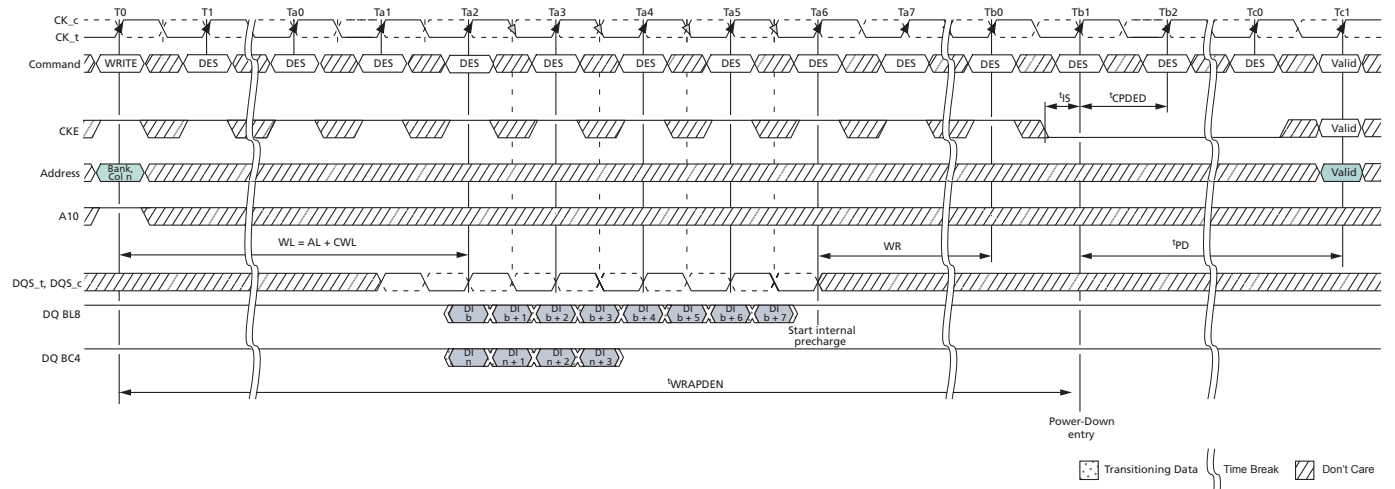 T0 T1 Ta0 Ta1 Ta2 Ta3 Ta4 Ta5 Ta6 Ta7 Tb0 Tb1 Tb2 Tc0 Tc1
CK_c
CK_t
Command WRITE DES DES DES DES DES DES DES DES DES DES DES DES DES Valid
tIS tCPDED
CKE Valid
Address Bank, Col n Valid
A10
WL = AL + CWL WR tPD
DQS_t, DQS_c
DQ BL8 DI b DI b + 1 DI b + 2 DI b + 3 DI b + 4 DI b + 5 DI b + 6 DI b + 7
Start internal
precharge
DQ BC4 DI n DI n + 1 DI n + 2 DI n + 3
tWRAPDEN
Power-Down
entry
Transitioning Data Time Break Don't Care